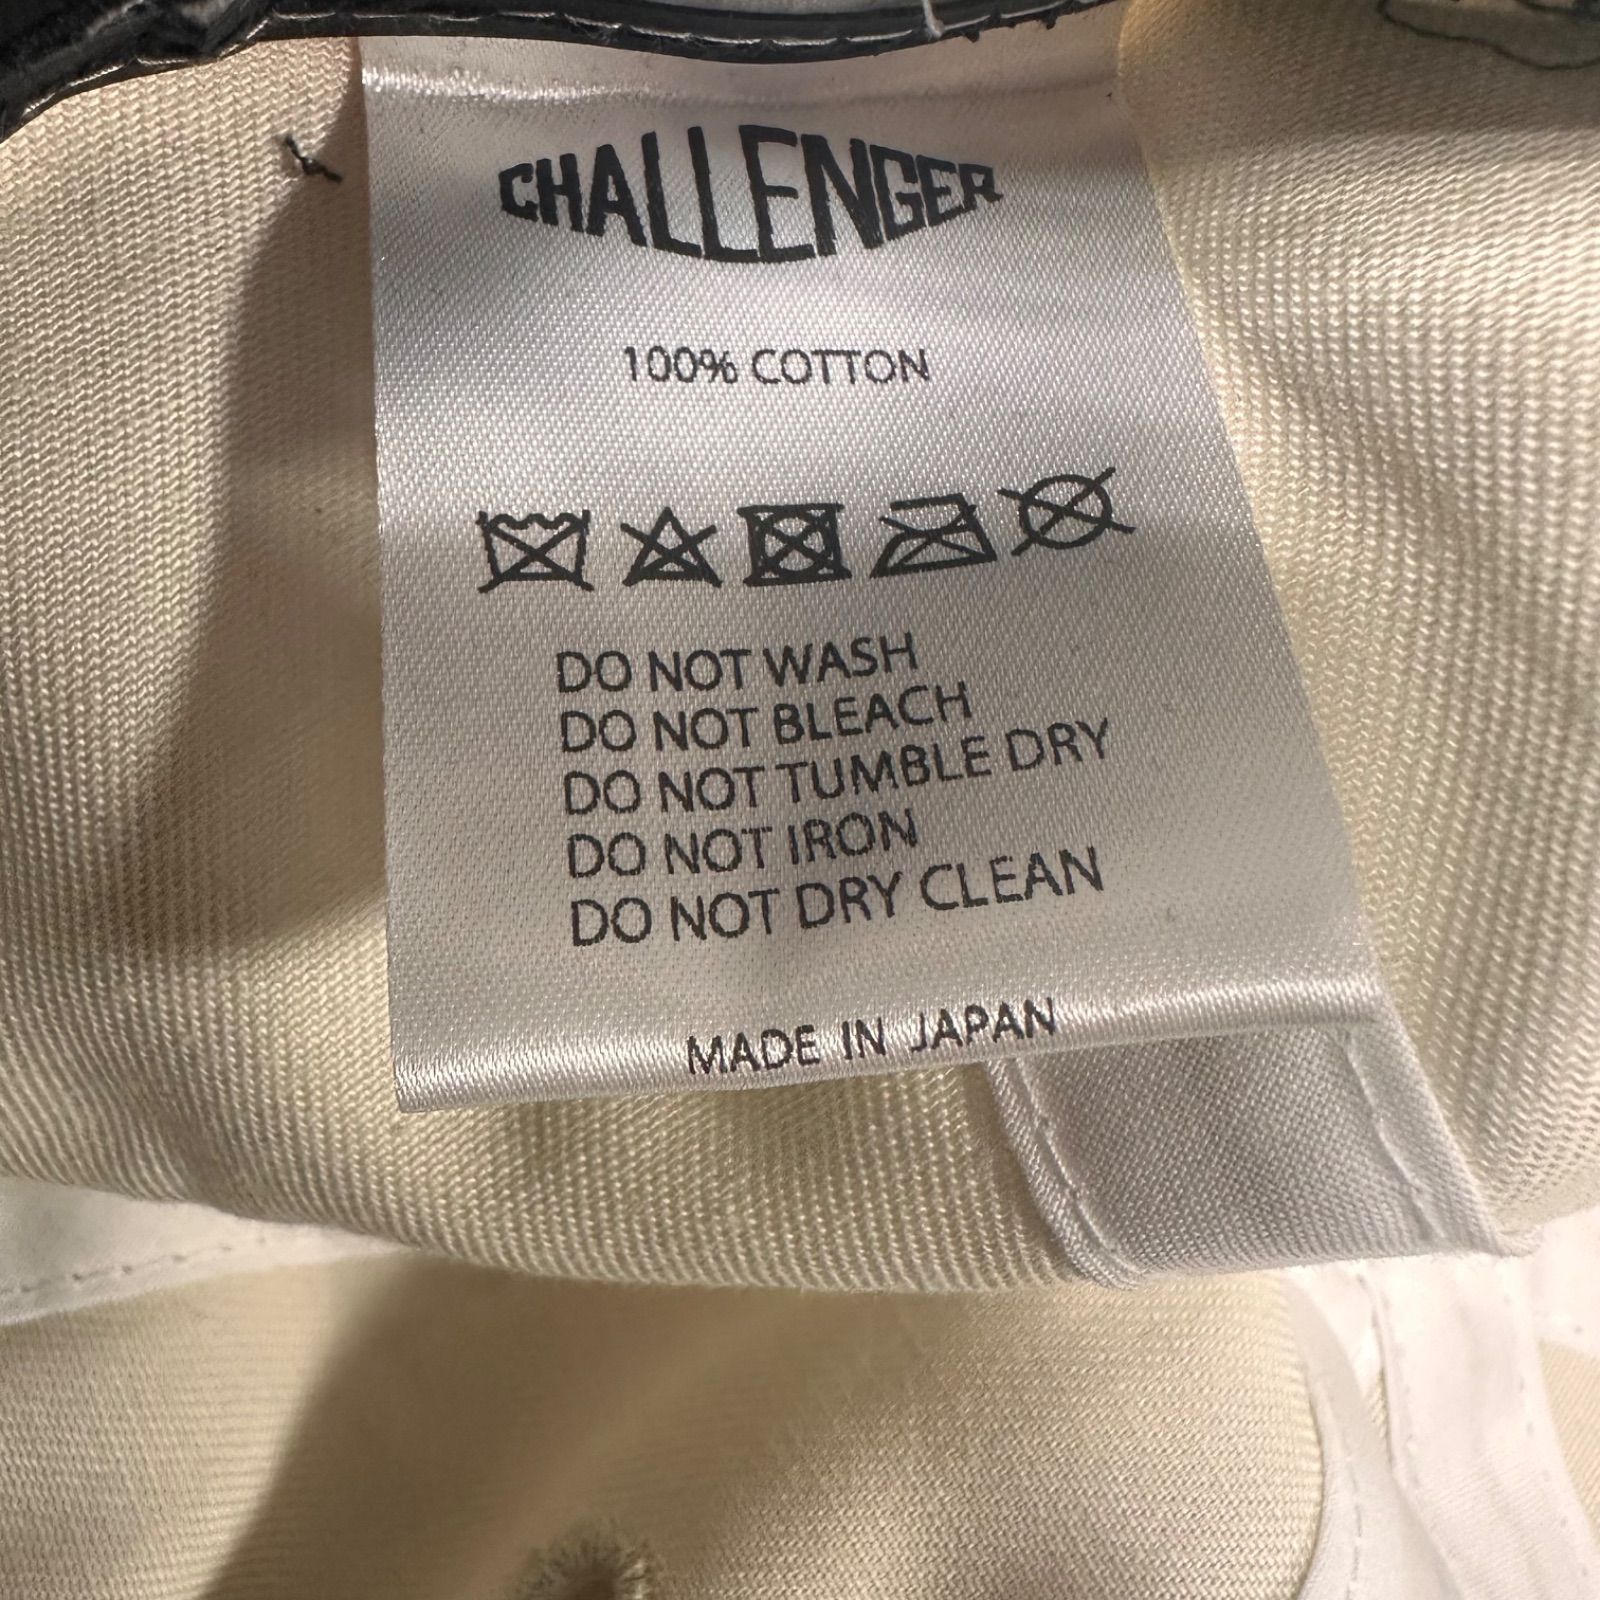 CHALLENGER
100% COTTON
DO NOT WASH
DO NOT BLEACH
DO NOT TUMBLE DRY
DO NOT IRON
DO NOT DRY CLEAN
MADE IN JAPAN